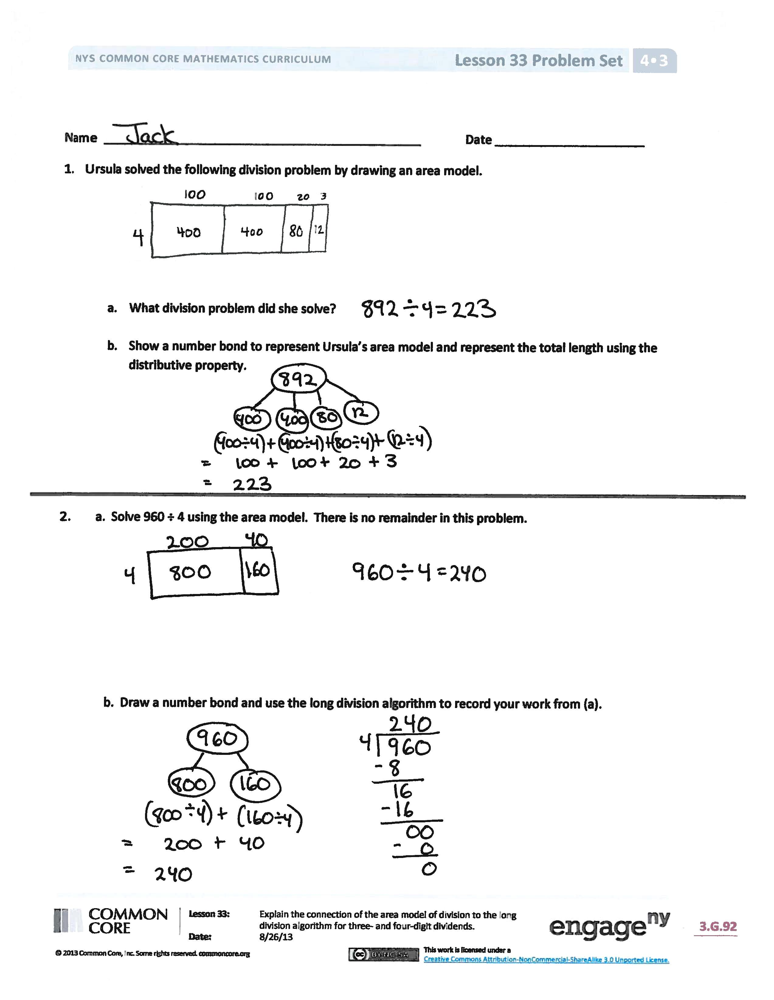 NYS COMMON CORE MATHEMATICS CURRICULUM Lesson 33 Problem Set 4•3
Name Jack Date
1. Ursula solved the following division problem by drawing an area model.
100 100 20 3
4 400 400 80 12
a. What division problem did she solve? 892 ÷ 4 = 223
b. Show a number bond to represent Ursula's area model and represent the total length using the
distributive property.
892
400 400 80 12
(400÷4) + (400÷4) + (80÷4) + (12÷4)
= 100 + 100 + 20 + 3
= 223
2. a. Solve 960 ÷ 4 using the area model. There is no remainder in this problem.
200 40
4 800 160 960 ÷ 4 = 240
b. Draw a number bond and use the long division algorithm to record your work from (a).
960
800 160
(800÷4) + (160÷4)
= 200 + 40
= 240
240
4 960
- 8
16
- 16
00
- 0
0
COMMON
CORE
Lesson 33: Explain the connection of the area model of division to the long
division algorithm for three- and four-digit dividends.
Date: 8/26/13
engageny
3.G.92
© 2013 Common Core, Inc. Some rights reserved. commoncore.org
cc BY-NC-SA
This work is licensed under a
Creative Commons Attribution-NonCommercial-ShareAlike 3.0 Unported License.